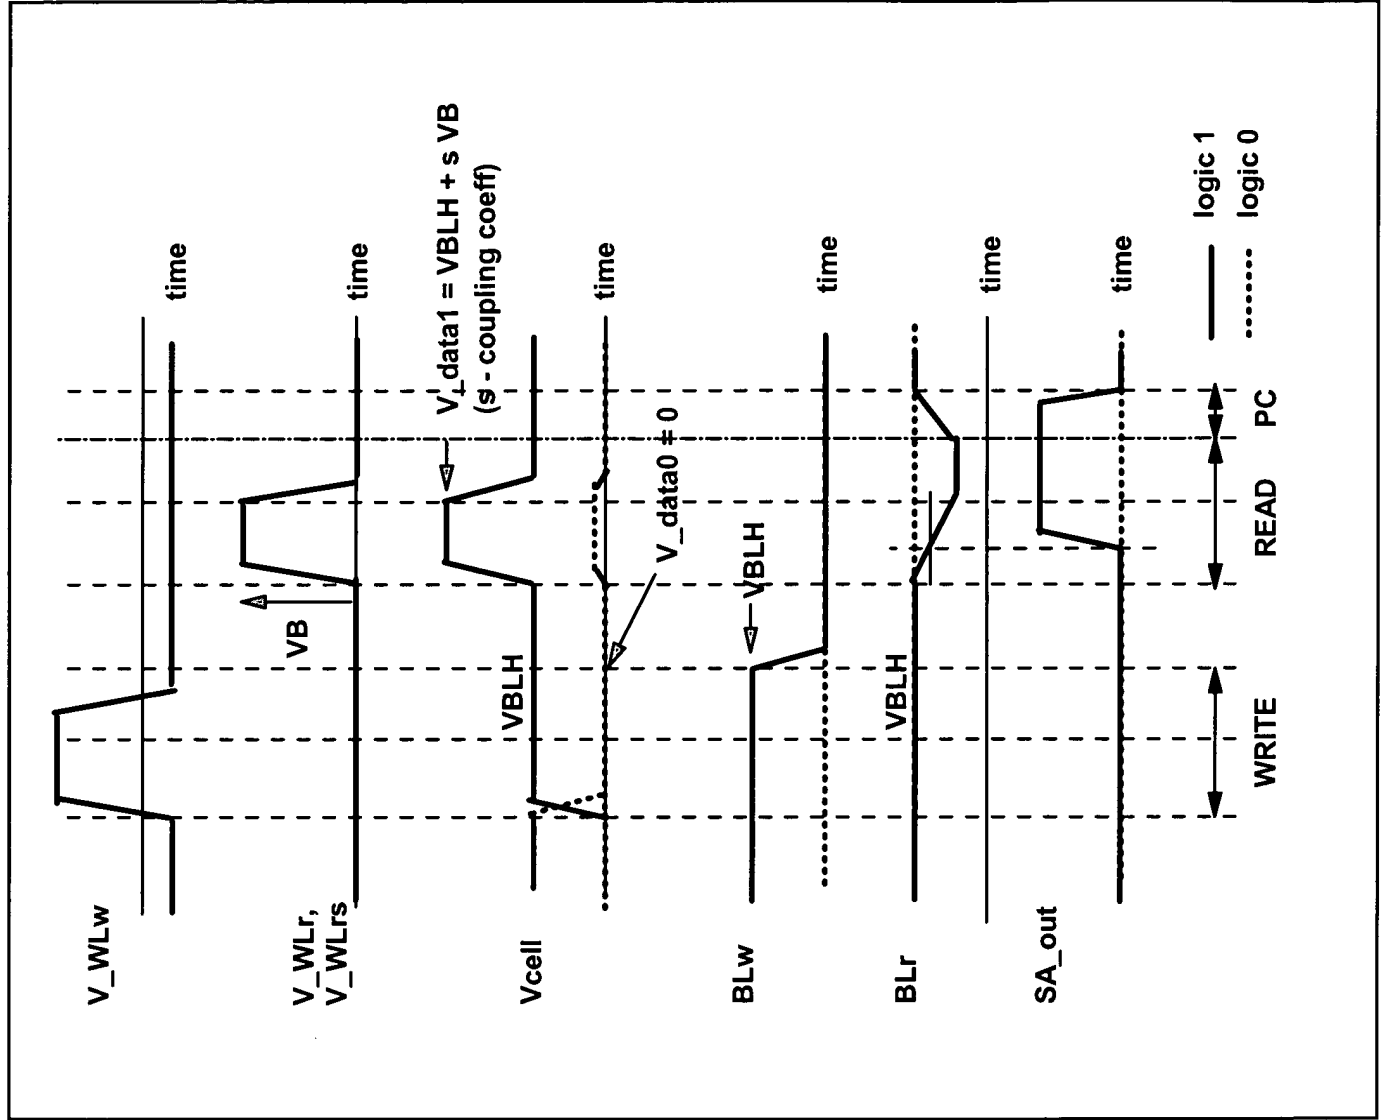 V_WLw
time
V_WLr,
V_WLrs
VB
time
V_data1 = VBLH + s VB
(s - coupling coeff)
Vcell
VBLH
time
V_data0 = 0
BLw
VBLH
time
BLr
VBLH
time
SA_out
time
WRITE
READ
PC
logic 1
logic 0